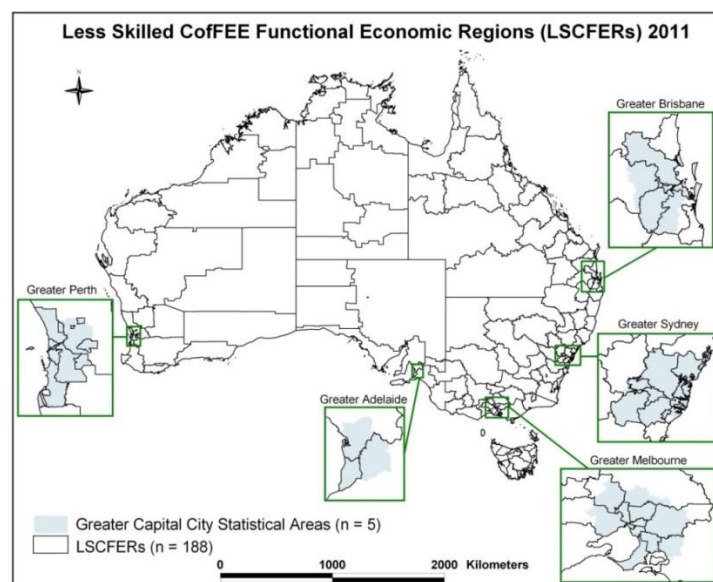 Less Skilled CofFEE Functional Economic Regions (LSCFERs) 2011
Greater Brisbane
Greater Perth
Greater Sydney
Greater Adelaide
Greater Melbourne
Greater Capital City Statistical Areas (n = 5)
LSCFERs (n = 188)
0 1000 2000 Kilometers